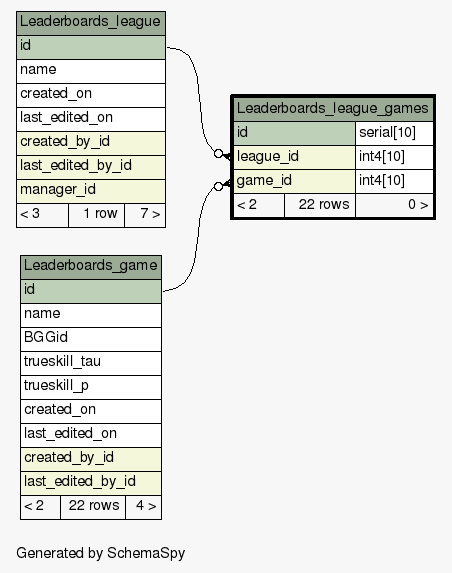 Leaderboards_league
id
name
created_on
last_edited_on
created_by_id
last_edited_by_id
manager_id
< 3 1 row 7 >
Leaderboards_league_games
id serial[10]
league_id int4[10]
game_id int4[10]
< 2 22 rows 0 >
Leaderboards_game
id
name
BGGid
trueskill_tau
trueskill_p
created_on
last_edited_on
created_by_id
last_edited_by_id
< 2 22 rows 4 >
Generated by SchemaSpy